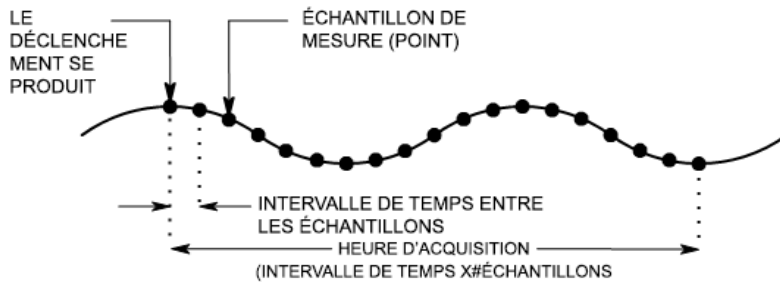 LE
DÉCLENCHE
MENT SE
PRODUIT
ÉCHANTILLON DE
MESURE (POINT)
INTERVALLE DE TEMPS ENTRE
LES ÉCHANTILLONS
HEURE D'ACQUISITION
(INTERVALLE DE TEMPS X#ÉCHANTILLONS